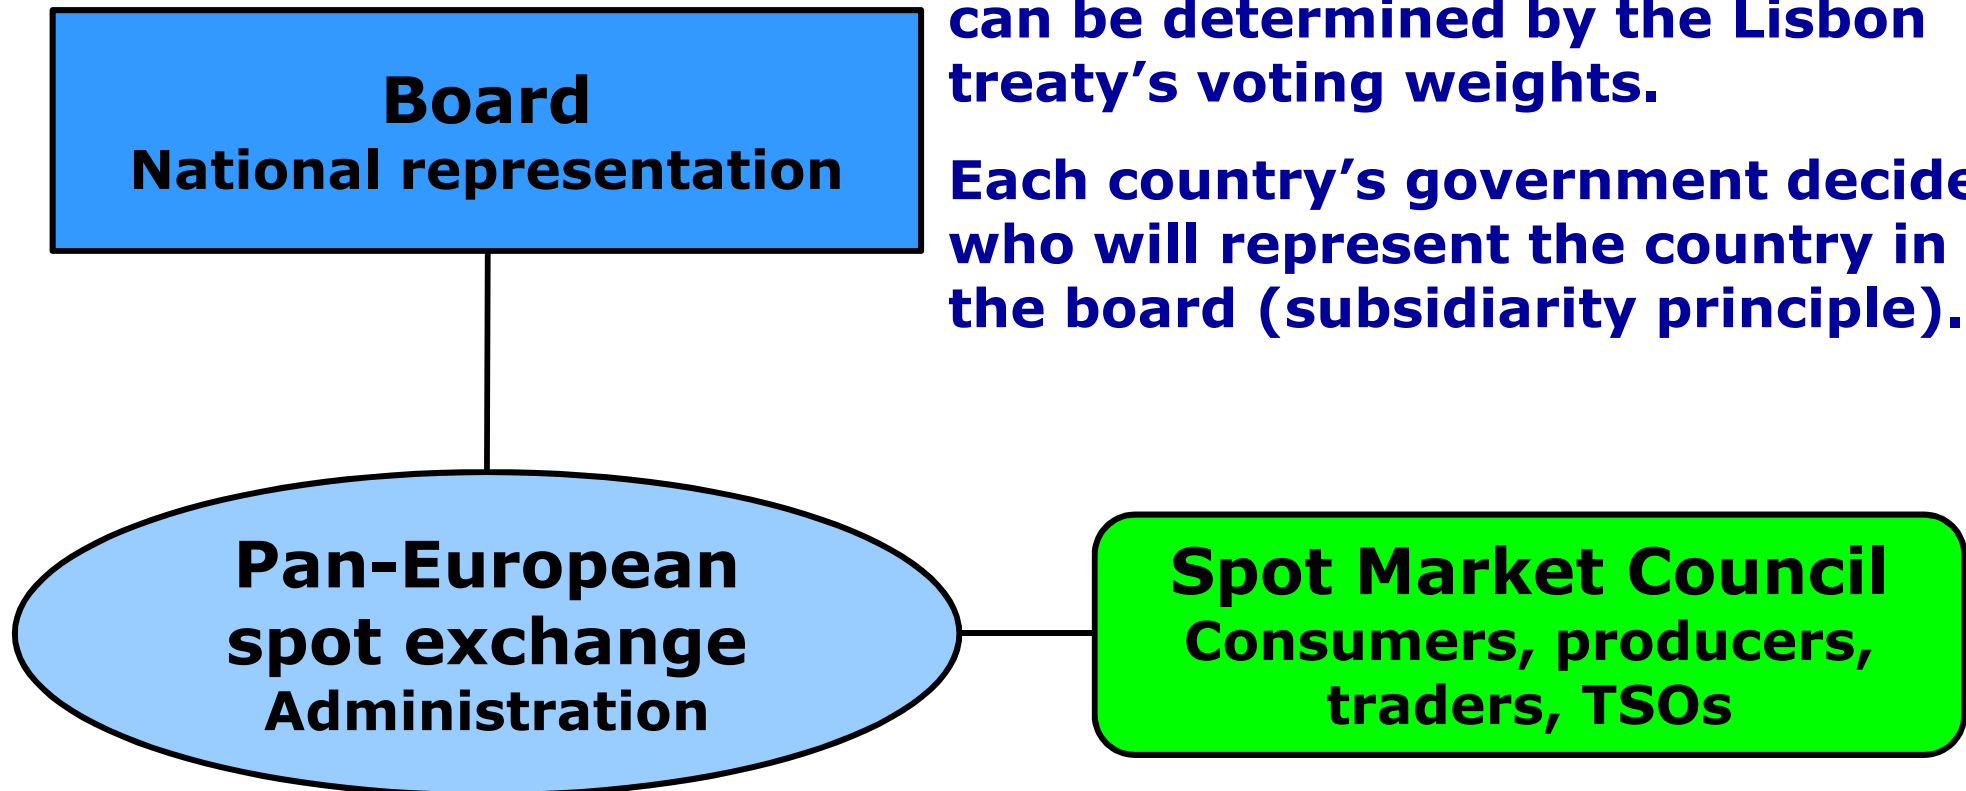 Board
National representation
can be determined by the Lisbon
treaty’s voting weights.
Each country’s government decide
who will represent the country in
the board (subsidiarity principle).
Pan-European
spot exchange
Administration
Spot Market Council
Consumers, producers,
traders, TSOs